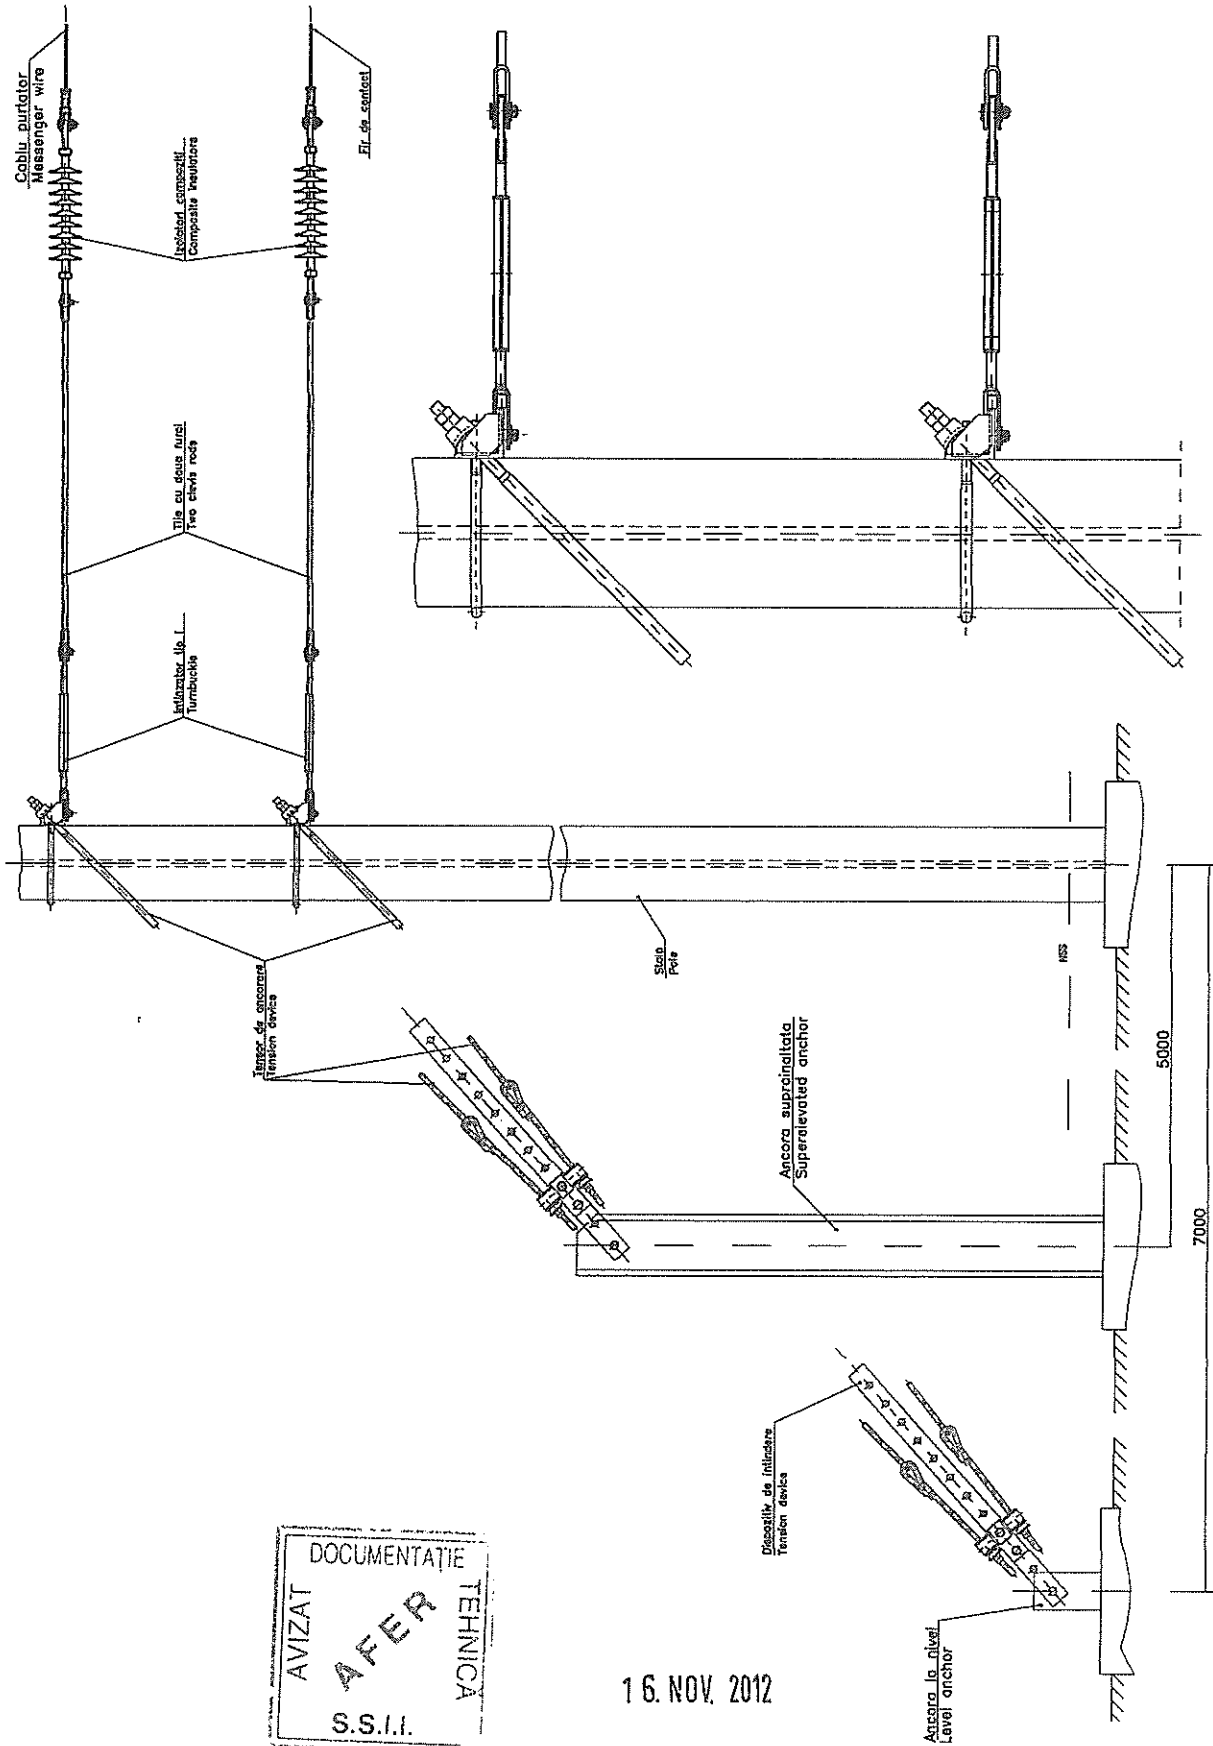 Cablu purtator
Messenger wire
Fir de contact
Izolatori compoziti
Composite insulators
Tije cu doua furci
Two clevis rods
Intinzator tip I
Turnbuckle
Tensor de ancorare
Tension device
Stalp
Pole
NSS
Ancora suprainaltata
Superelevated anchor
5000
7000
Dispozitiv de intindere
Tension device
Ancora la nivel
Level anchor
DOCUMENTAȚIE
AVIZAT
AFER
TEHNICĂ
S.S.I.I.
16. NOV. 2012